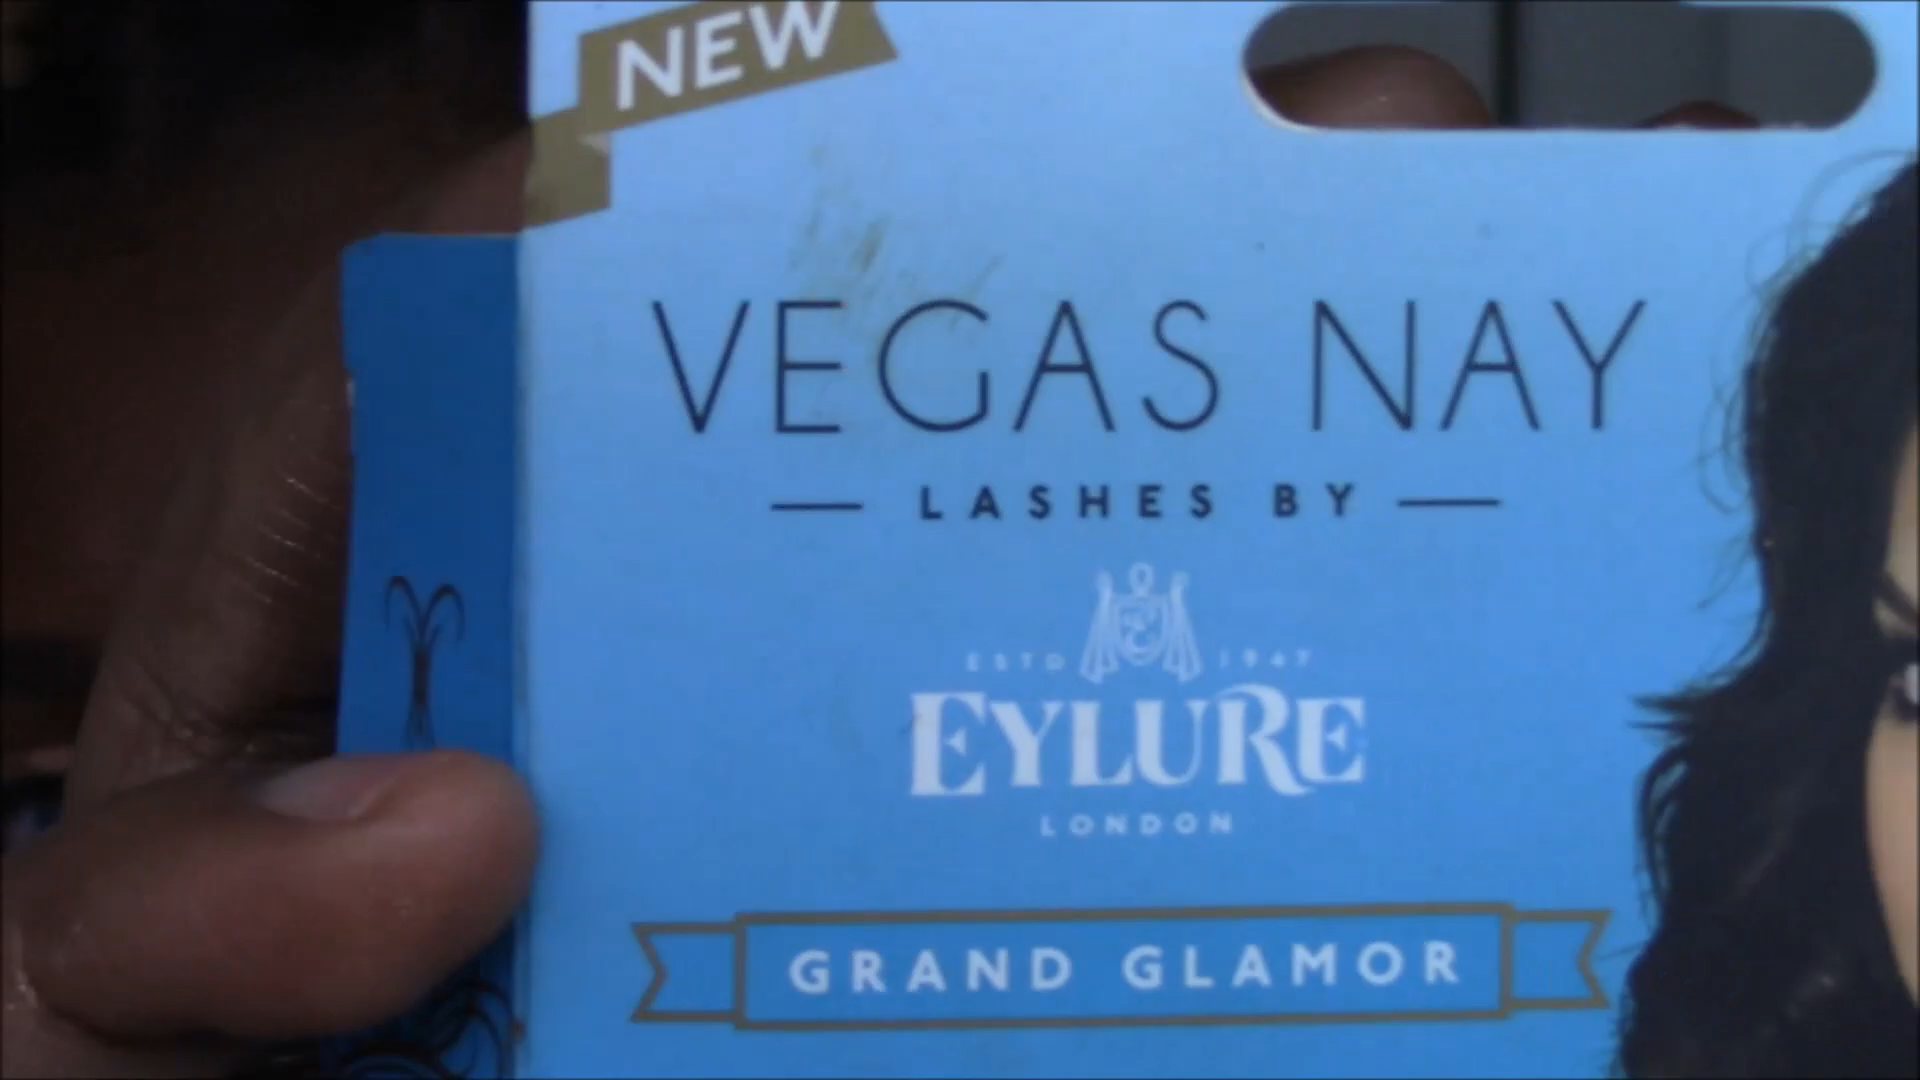 NEW
VEGAS NAY
LASHES BY
ESTD 1947
EYLURE
LONDON
GRAND GLAMOR